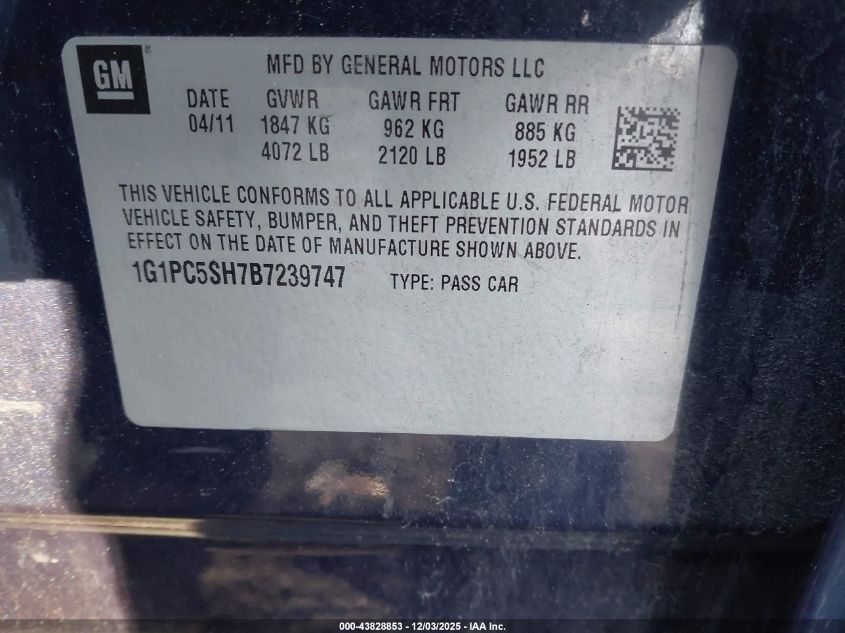 GM ®
MFD BY GENERAL MOTORS LLC
DATE GVWR GAWR FRT GAWR RR
04/11 1847 KG 962 KG 885 KG
4072 LB 2120 LB 1952 LB
THIS VEHICLE CONFORMS TO ALL APPLICABLE U.S. FEDERAL MOTOR
VEHICLE SAFETY, BUMPER, AND THEFT PREVENTION STANDARDS IN
EFFECT ON THE DATE OF MANUFACTURE SHOWN ABOVE.
1G1PC5SH7B7239747 TYPE: PASS CAR
000-43828853 - 12/03/2025 - IAA Inc.